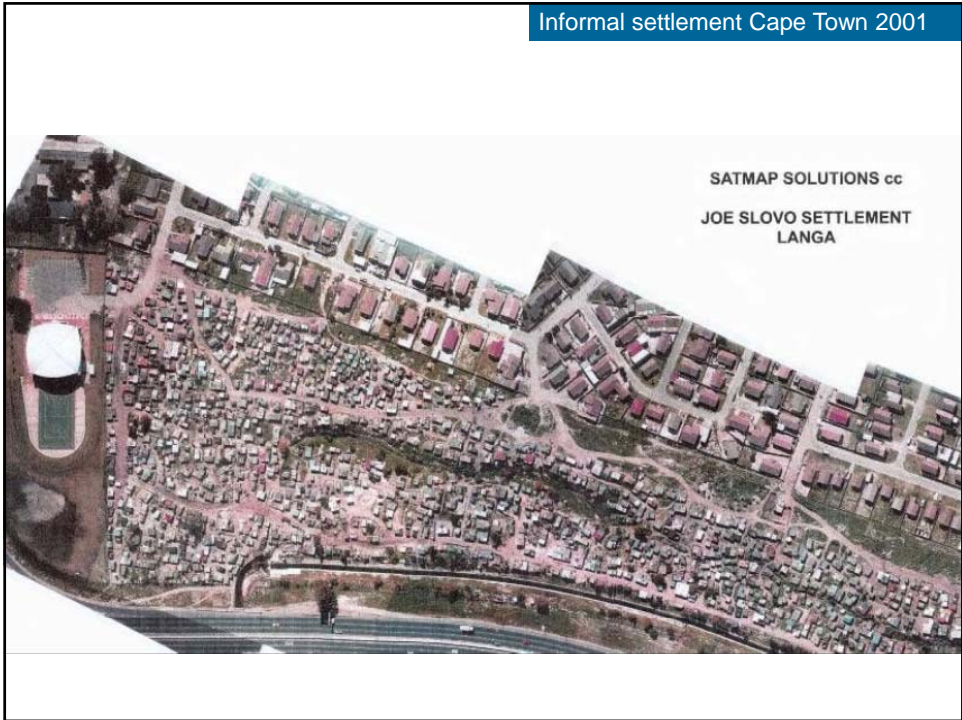 Informal settlement Cape Town 2001
SATMAP SOLUTIONS cc
JOE SLOVO SETTLEMENT
LANGA